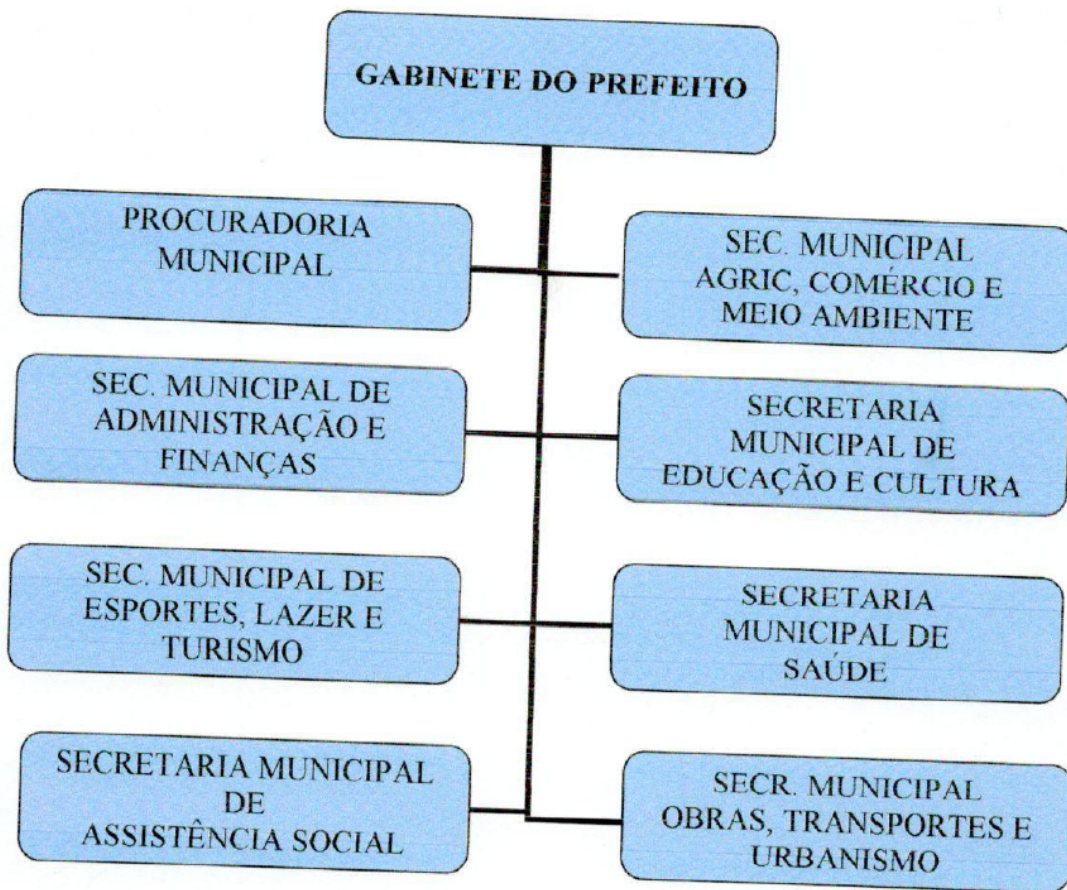 GABINETE DO PREFEITO
PROCURADORIA
MUNICIPAL
SEC. MUNICIPAL
AGRIC, COMÉRCIO E
MEIO AMBIENTE
SEC. MUNICIPAL DE
ADMINISTRAÇÃO E
FINANÇAS
SECRETARIA
MUNICIPAL DE
EDUCAÇÃO E CULTURA
SEC. MUNICIPAL DE
ESPORTES, LAZER E
TURISMO
SECRETARIA
MUNICIPAL DE
SAÚDE
SECRETARIA MUNICIPAL
DE
ASSISTÊNCIA SOCIAL
SECR. MUNICIPAL
OBRAS, TRANSPORTES E
URBANISMO